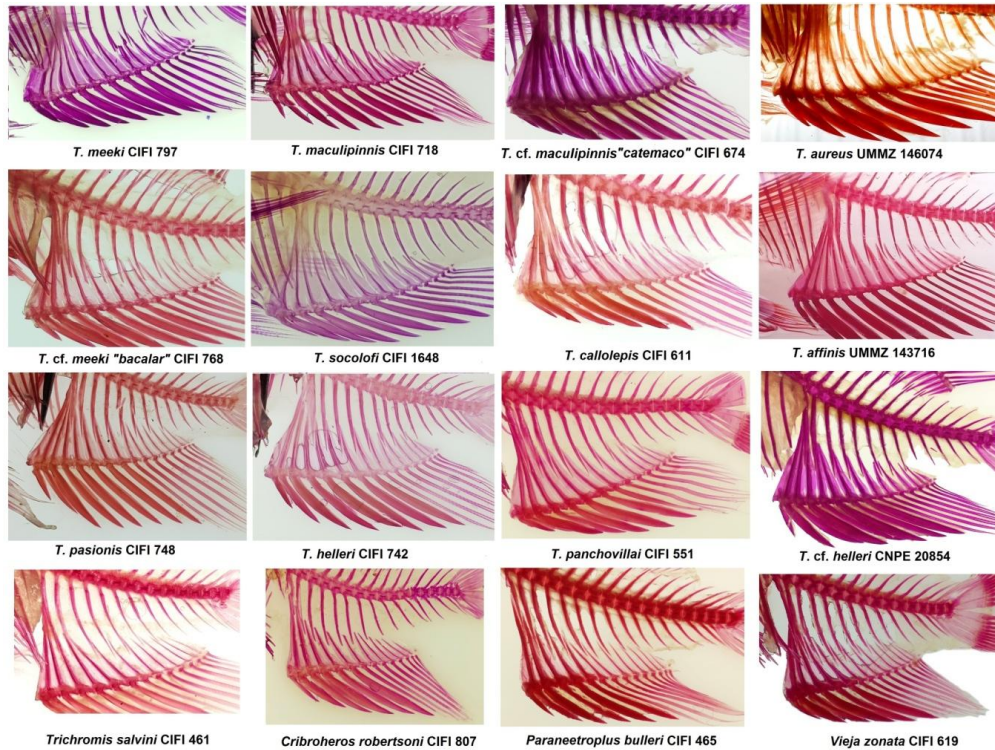 T. meeki CIFI 797
T. maculipinnis CIFI 718
T. cf. maculipinnis"catemaco" CIFI 674
T. aureus UMMZ 146074
T. cf. meeki "bacalar" CIFI 768
T. socolofi CIFI 1648
T. callolepis CIFI 611
T. affinis UMMZ 143716
T. pasionis CIFI 748
T. helleri CIFI 742
T. panchovillai CIFI 551
T. cf. helleri CNPE 20854
Trichromis salvini CIFI 461
Cribroheros robertsoni CIFI 807
Paraneetroplus bulleri CIFI 465
Vieja zonata CIFI 619